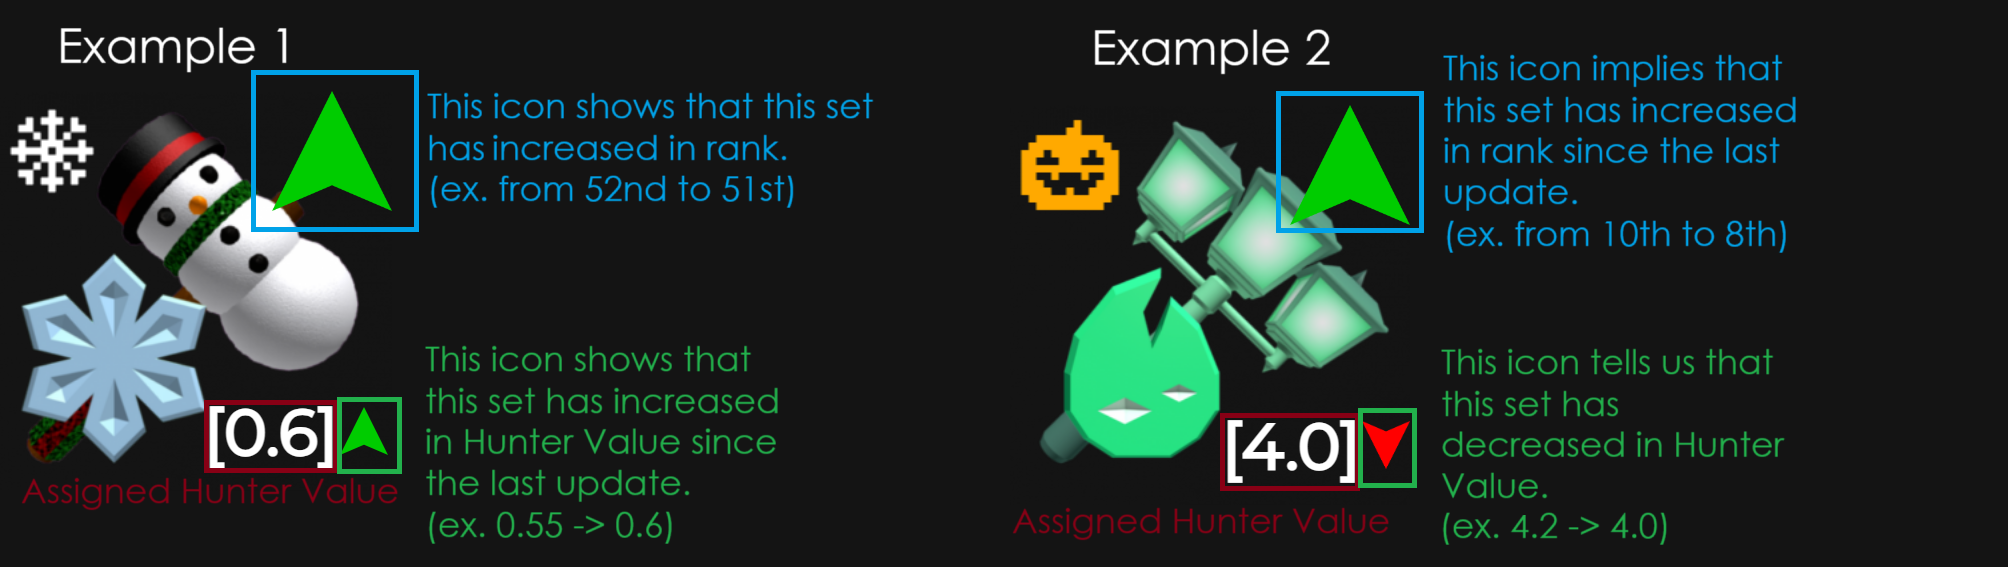 Example 1
This icon shows that this set
has increased in rank.
(ex. from 52nd to 51st)
This icon shows that
this set has increased
in Hunter Value since
the last update.
(ex. 0.55 -> 0.6)
[0.6]
Assigned Hunter Value
Example 2
This icon implies that
this set has increased
in rank since the last
update.
(ex. from 10th to 8th)
This icon tells us that
this set has
decreased in Hunter
Value.
(ex. 4.2 -> 4.0)
[4.0]
Assigned Hunter Value